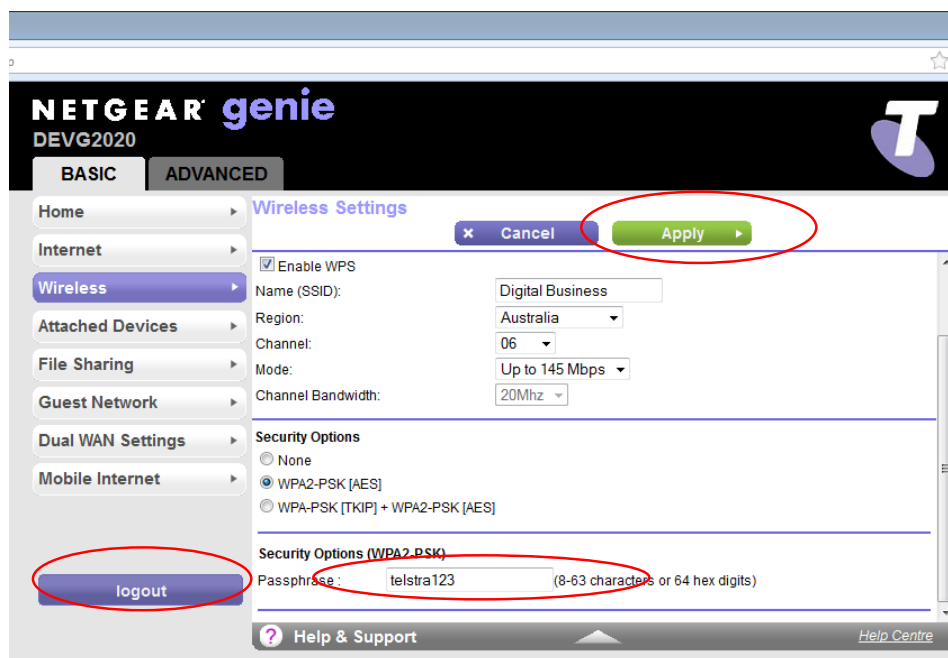 NETGEAR genie
DEVG2020
T
BASIC ADVANCED
Home
Internet
Wireless
Attached Devices
File Sharing
Guest Network
Dual WAN Settings
Mobile Internet
logout
Wireless Settings
x Cancel Apply
Enable WPS
Name (SSID): Digital Business
Region: Australia
Channel: 06
Mode: Up to 145 Mbps
Channel Bandwidth: 20Mhz
Security Options
None
WPA2-PSK [AES]
WPA-PSK [TKIP] + WPA2-PSK [AES]
Security Options (WPA2-PSK)
Passphrase : telstra123 (8-63 characters or 64 hex digits)
? Help & Support Help Centre